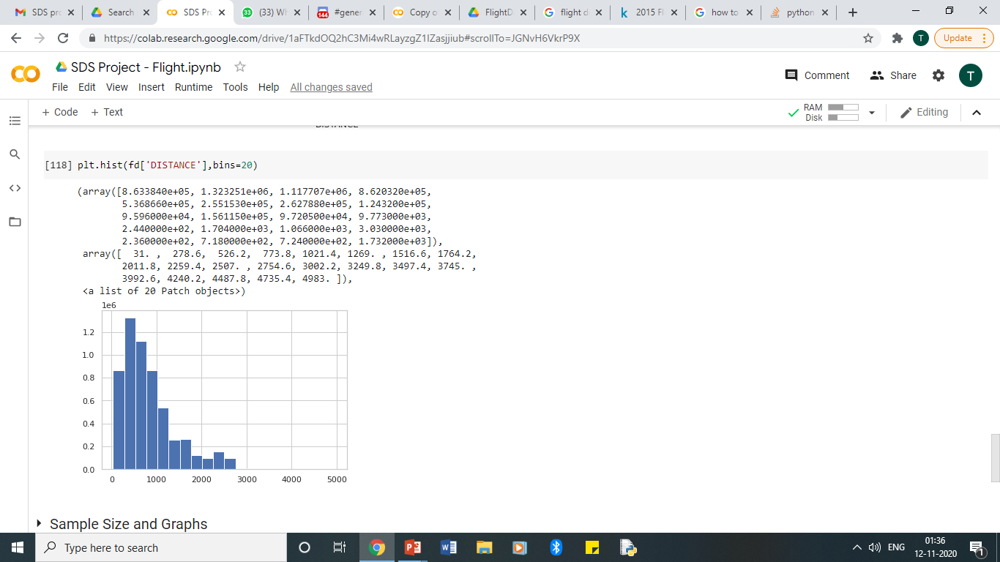 SDS pro
Search
SDS Pr
33
(33) W
144
#gener
Copy o
FlightD
flight d
2015 Fl
how to
python
https://colab.research.google.com/drive/1aFTkdOQ2hC3Mi4wRLayzgZ1IZasjjiub#scrollTo=JGNvH6VkrP9X
T
Update
CO
SDS Project - Flight.ipynb
Comment
Share
T
File Edit View Insert Runtime Tools Help All changes saved
+ Code + Text
RAM
Disk
Editing
DISTANCE
[118] plt.hist(fd['DISTANCE'],bins=20)
(array([8.633840e+05, 1.323251e+06, 1.117707e+06, 8.620320e+05,
5.368660e+05, 2.551530e+05, 2.627880e+05, 1.243200e+05,
9.596000e+04, 1.561150e+05, 9.720500e+04, 9.773000e+03,
2.440000e+02, 1.704000e+03, 1.066000e+03, 3.030000e+03,
2.360000e+02, 7.180000e+02, 7.240000e+02, 1.732000e+03]),
array([ 31. , 278.6, 526.2, 773.8, 1021.4, 1269. , 1516.6, 1764.2,
2011.8, 2259.4, 2507. , 2754.6, 3002.2, 3249.8, 3497.4, 3745. ,
3992.6, 4240.2, 4487.8, 4735.4, 4983. ]),
<a list of 20 Patch objects>)
1e6
1.2
1.0
0.8
0.6
0.4
0.2
0.0
0 1000 2000 3000 4000 5000
Sample Size and Graphs
Type here to search
ENG
01:36
12-11-2020
1